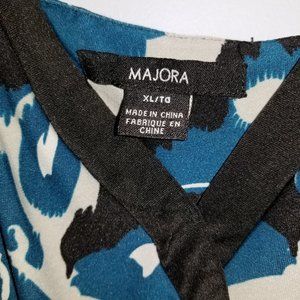 MAJORA
XL/TG
MADE IN CHINA
FABRIQUE EN
CHINE